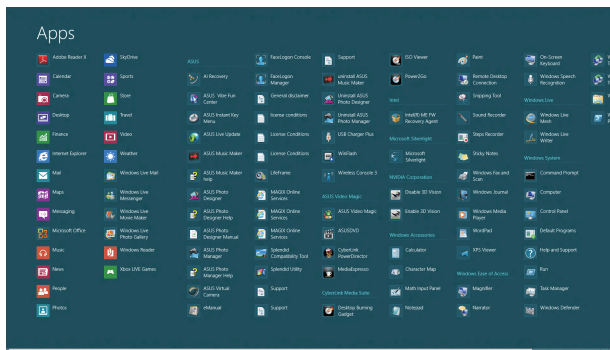 Apps
Adobe Reader X
Calendar
Camera
Desktop
Finance
Internet Explorer
Mail
Maps
Messaging
Microsoft Office
Music
News
People
Photos
SkyDrive
Sports
Store
Travel
Video
Weather
Windows Live Mail
Windows Live
Messenger
Windows Live
Movie Maker
Windows Live
Photo Gallery
Windows Reader
Xbox LIVE Games
ASUS
AI Recovery
ASUS Vibe Fun
Center
ASUS Instant Key
Menu
ASUS Live Update
ASUS Music Maker
ASUS Music Maker
help
ASUS Photo
Designer
ASUS Photo
Designer Help
ASUS Photo
Designer Manual
ASUS Photo
Manager
ASUS Photo
Manager Help
ASUS Virtual
Camera
eManual
FaceLogon Console
FaceLogon
Manager
General disclaimer
license conditions
License Conditions
License Conditions
LifeFrame
MAGIX Online
Services
MAGIX Online
Services
MAGIX Online
Services
Splendid
Compatibility Tool
Splendid Utility
Support
Support
Support
uninstall ASUS
Music Maker
Uninstall ASUS
Photo Designer
Uninstall ASUS
Photo Manager
USB Charger Plus
WinFlash
Wireless Console 3
ASUS Video Magic
ASUS Video Magic
ASUSDVD
CyberLink
PowerDirector
MediaEspresso
CyberLink Media Suite
Desktop Burning
Gadget
ISO Viewer
Power2Go
Intel
Intel(R) ME FW
Recovery Agent
Microsoft Silverlight
Microsoft
Silverlight
NVIDIA Corporation
Disable 3D Vision
Enable 3D Vision
Windows Accessories
Calculator
Character Map
Math Input Panel
Notepad
Paint
Remote Desktop
Connection
Snipping Tool
Sound Recorder
Steps Recorder
Sticky Notes
Windows Fax and
Scan
Windows Journal
Windows Media
Player
WordPad
XPS Viewer
Windows Ease of Access
Magnifier
Narrator
On-Screen
Keyboard
Windows Speech
Recognition
Windows Live
Windows Live
Mesh
Windows Live
Writer
Windows System
Command Prompt
Computer
Control Panel
Default Programs
Help and Support
Run
Task Manager
Windows Defender